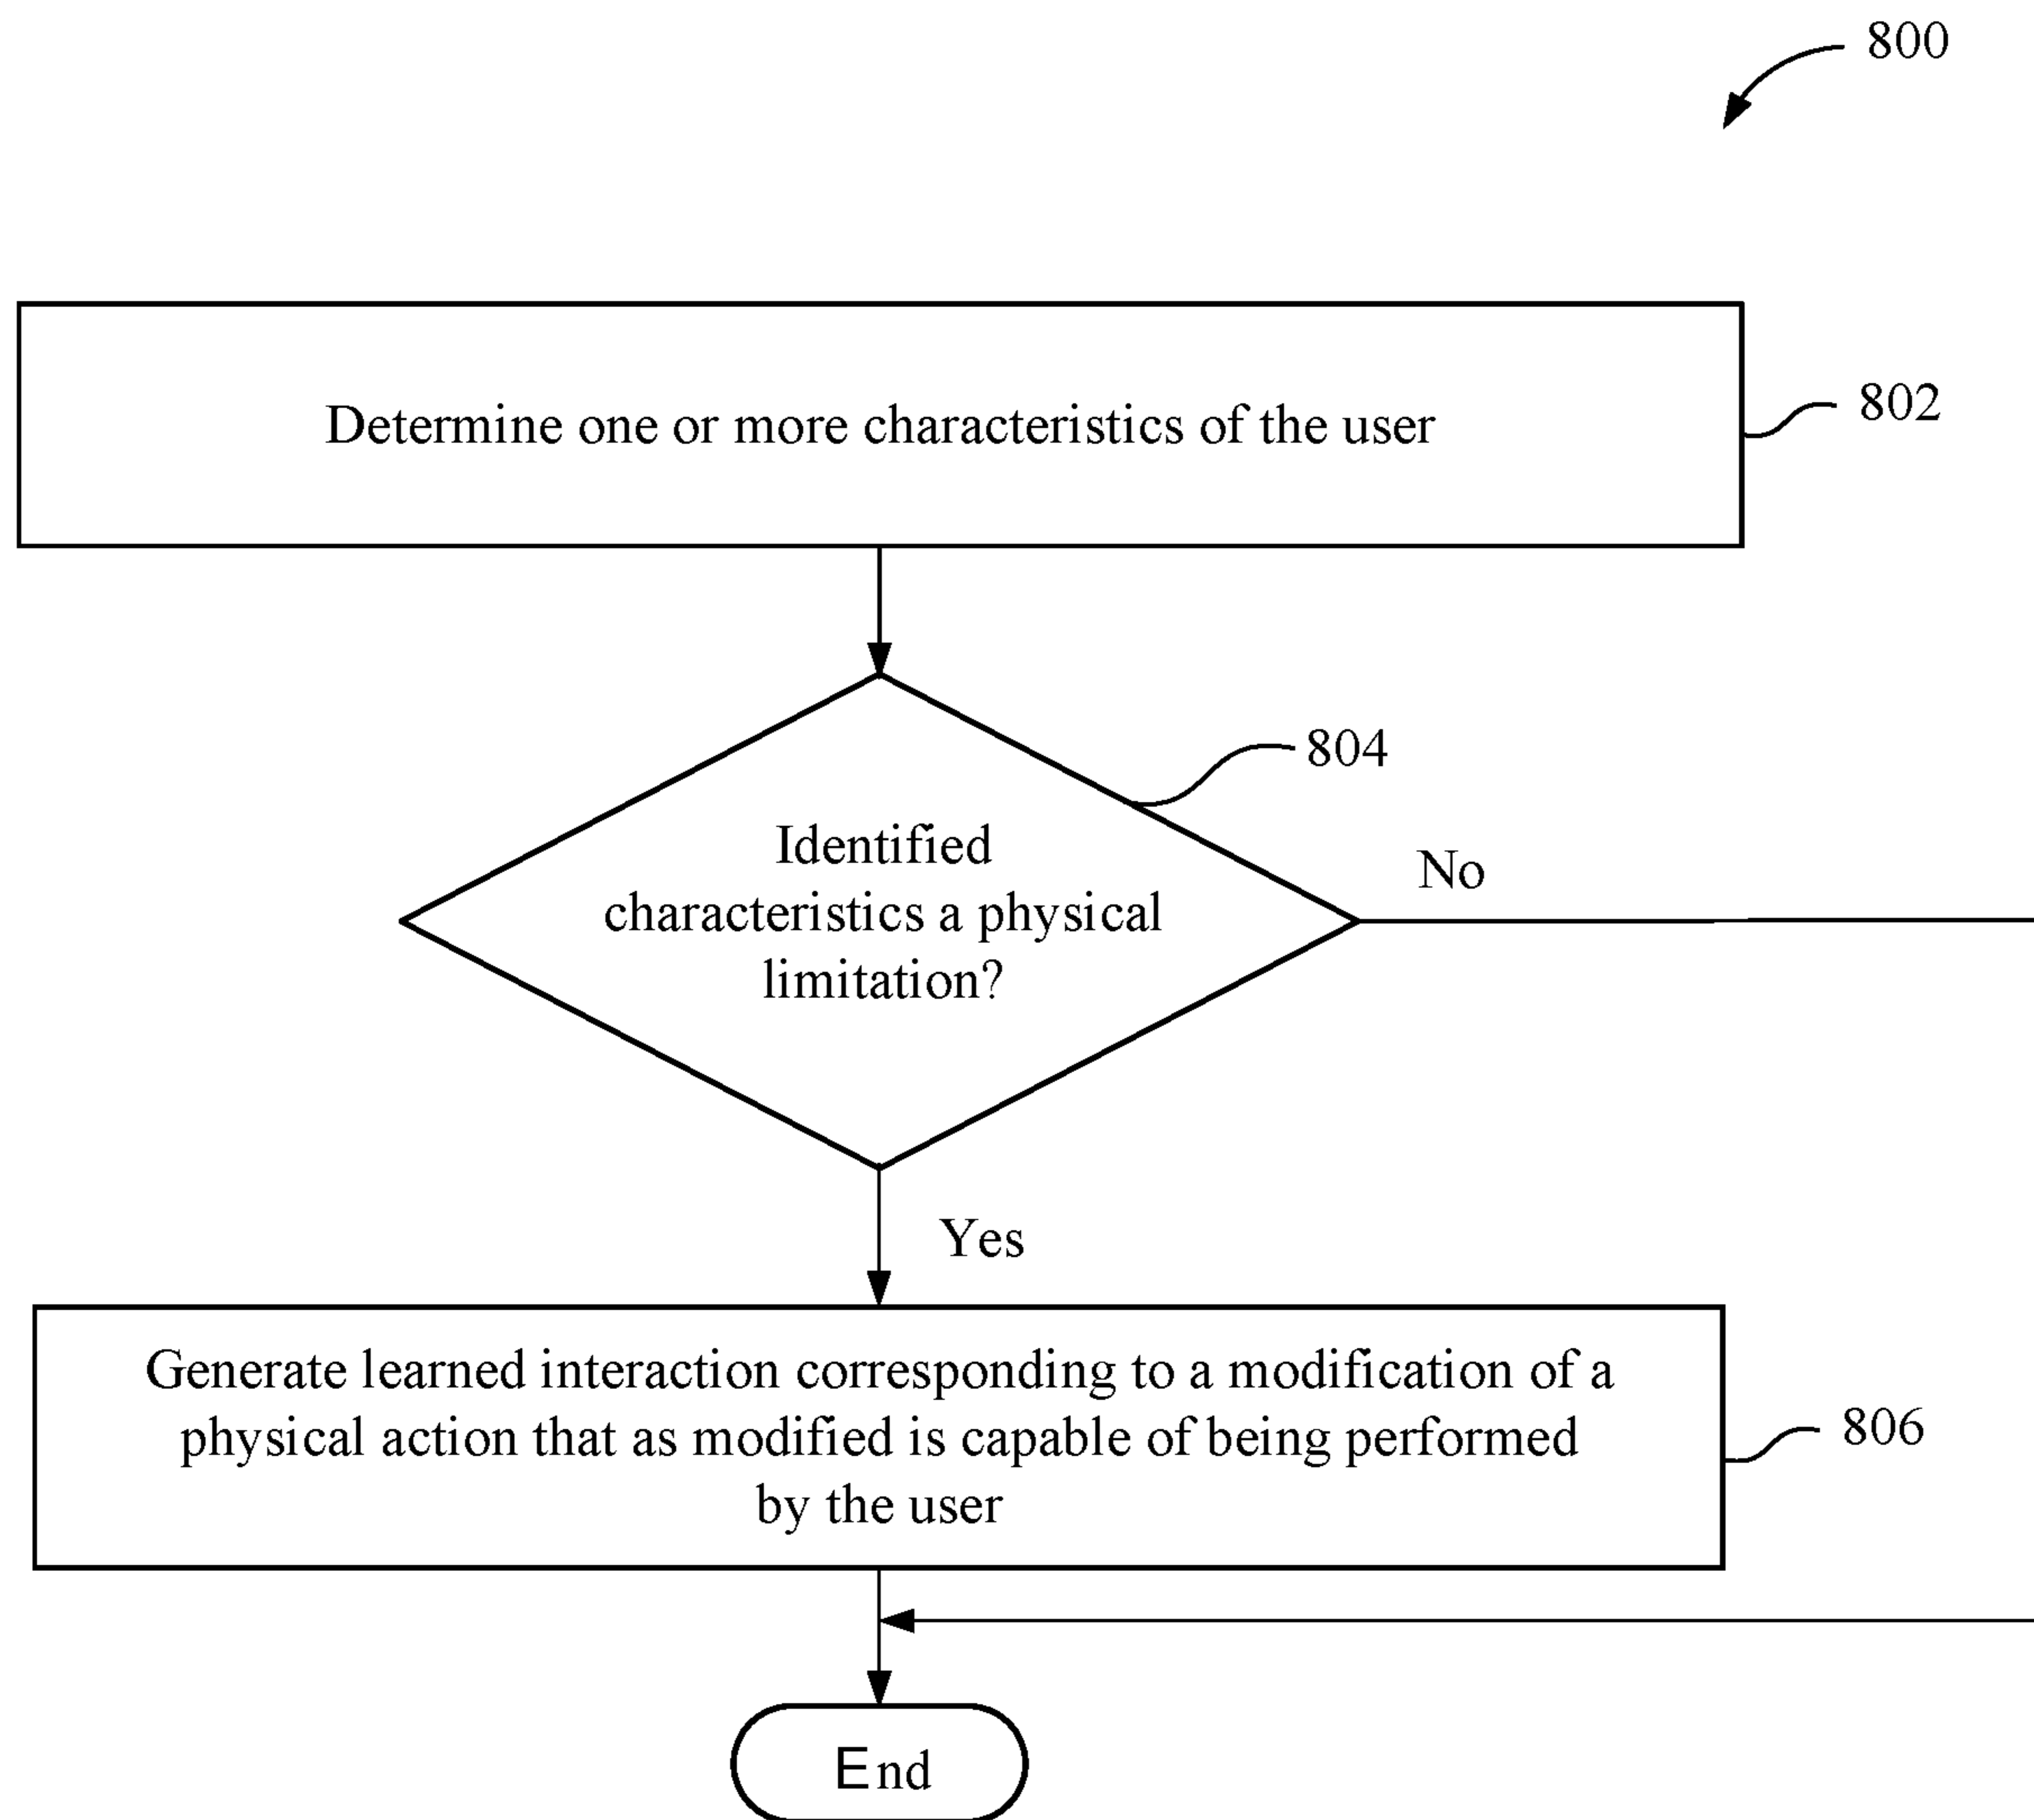 800
Determine one or more characteristics of the user
802
804
Identified
characteristics a physical
limitation?
No
Yes
Generate learned interaction corresponding to a modification of a
physical action that as modified is capable of being performed
by the user
806
End